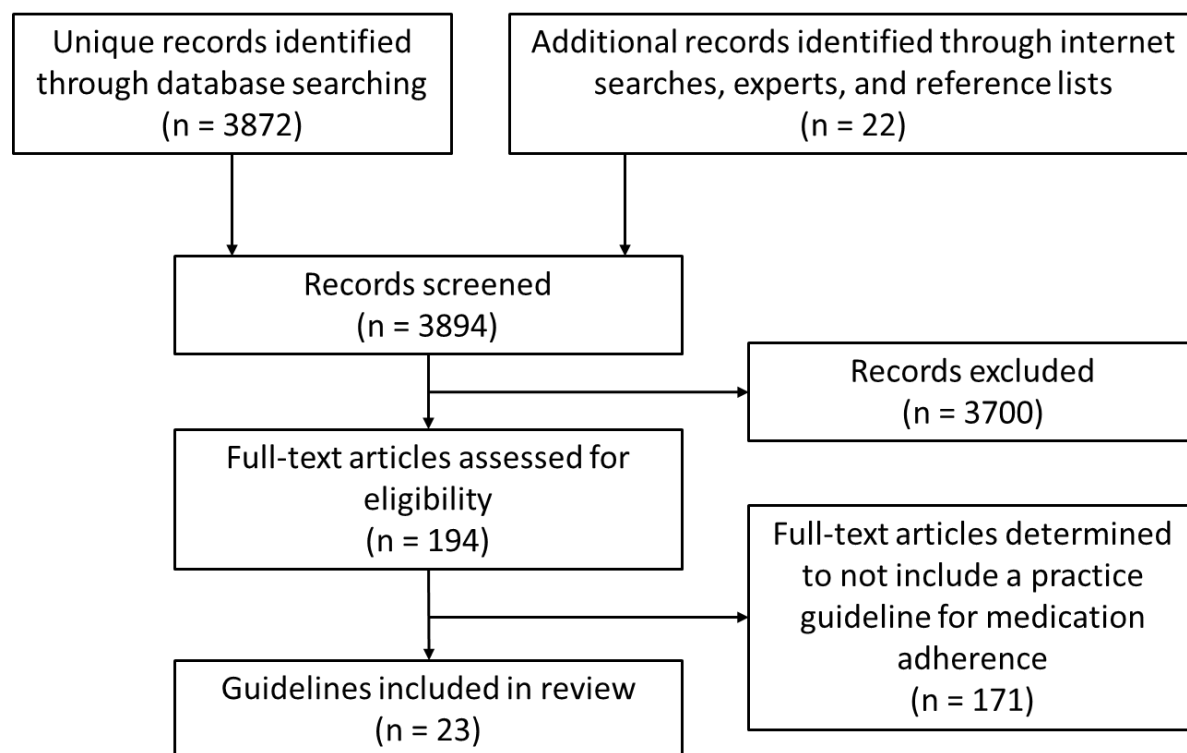 Unique records identified
through database searching
(n = 3872)
Additional records identified through internet
searches, experts, and reference lists
(n = 22)
Records screened
(n = 3894)
Records excluded
(n = 3700)
Full-text articles assessed for
eligibility
(n = 194)
Full-text articles determined
to not include a practice
guideline for medication
adherence
(n = 171)
Guidelines included in review
(n = 23)